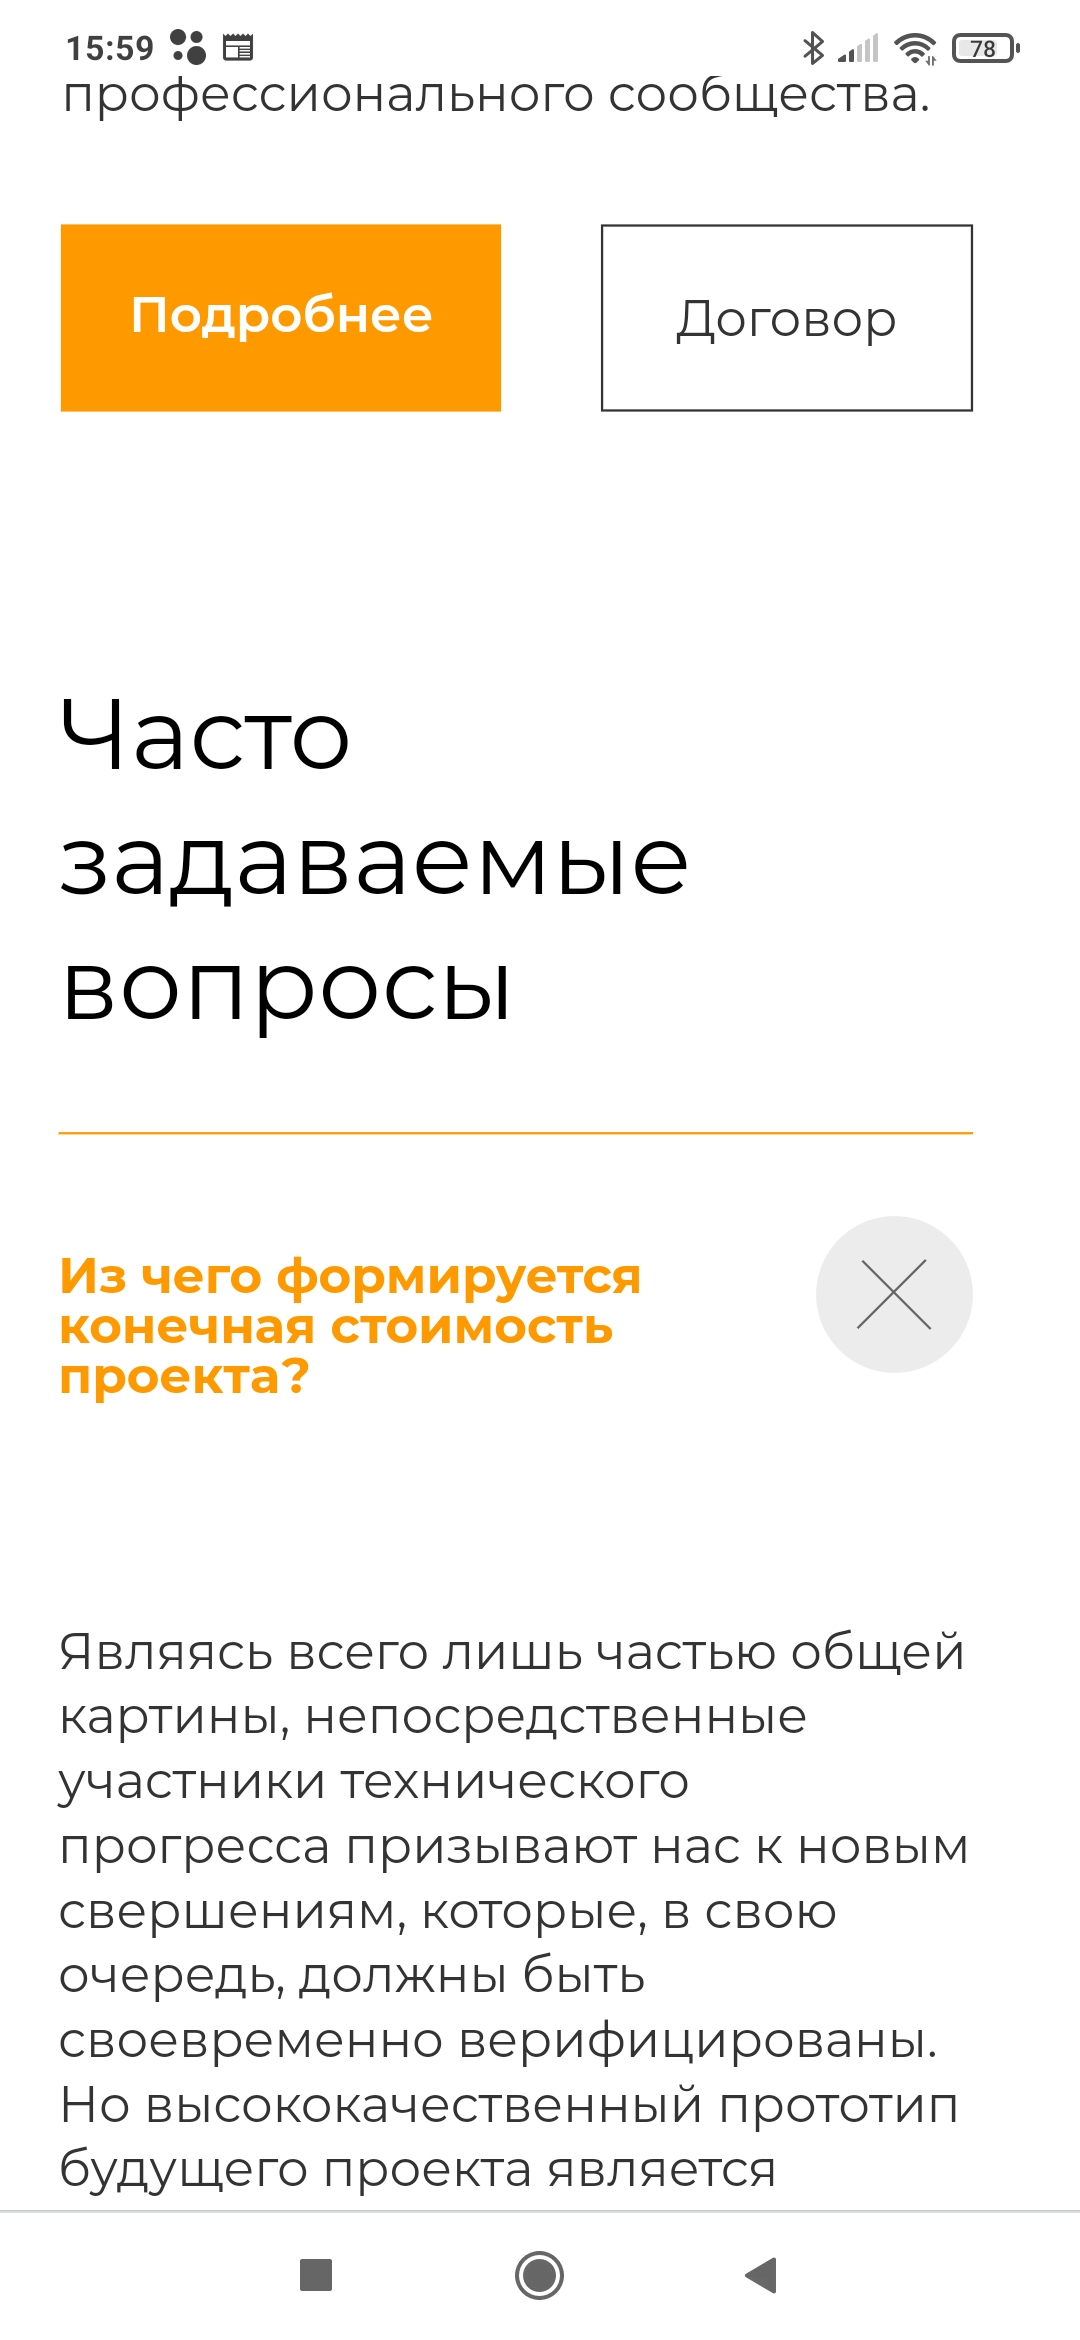 15:59
78
профессионального сообщества.
Подробнее
Договор
Часто
задаваемые
вопросы
Из чего формируется
конечная стоимость
проекта?
Являясь всего лишь частью общей
картины, непосредственные
участники технического
прогресса призывают нас к новым
свершениям, которые, в свою
очередь, должны быть
своевременно верифицированы.
Но высококачественный прототип
будущего проекта является